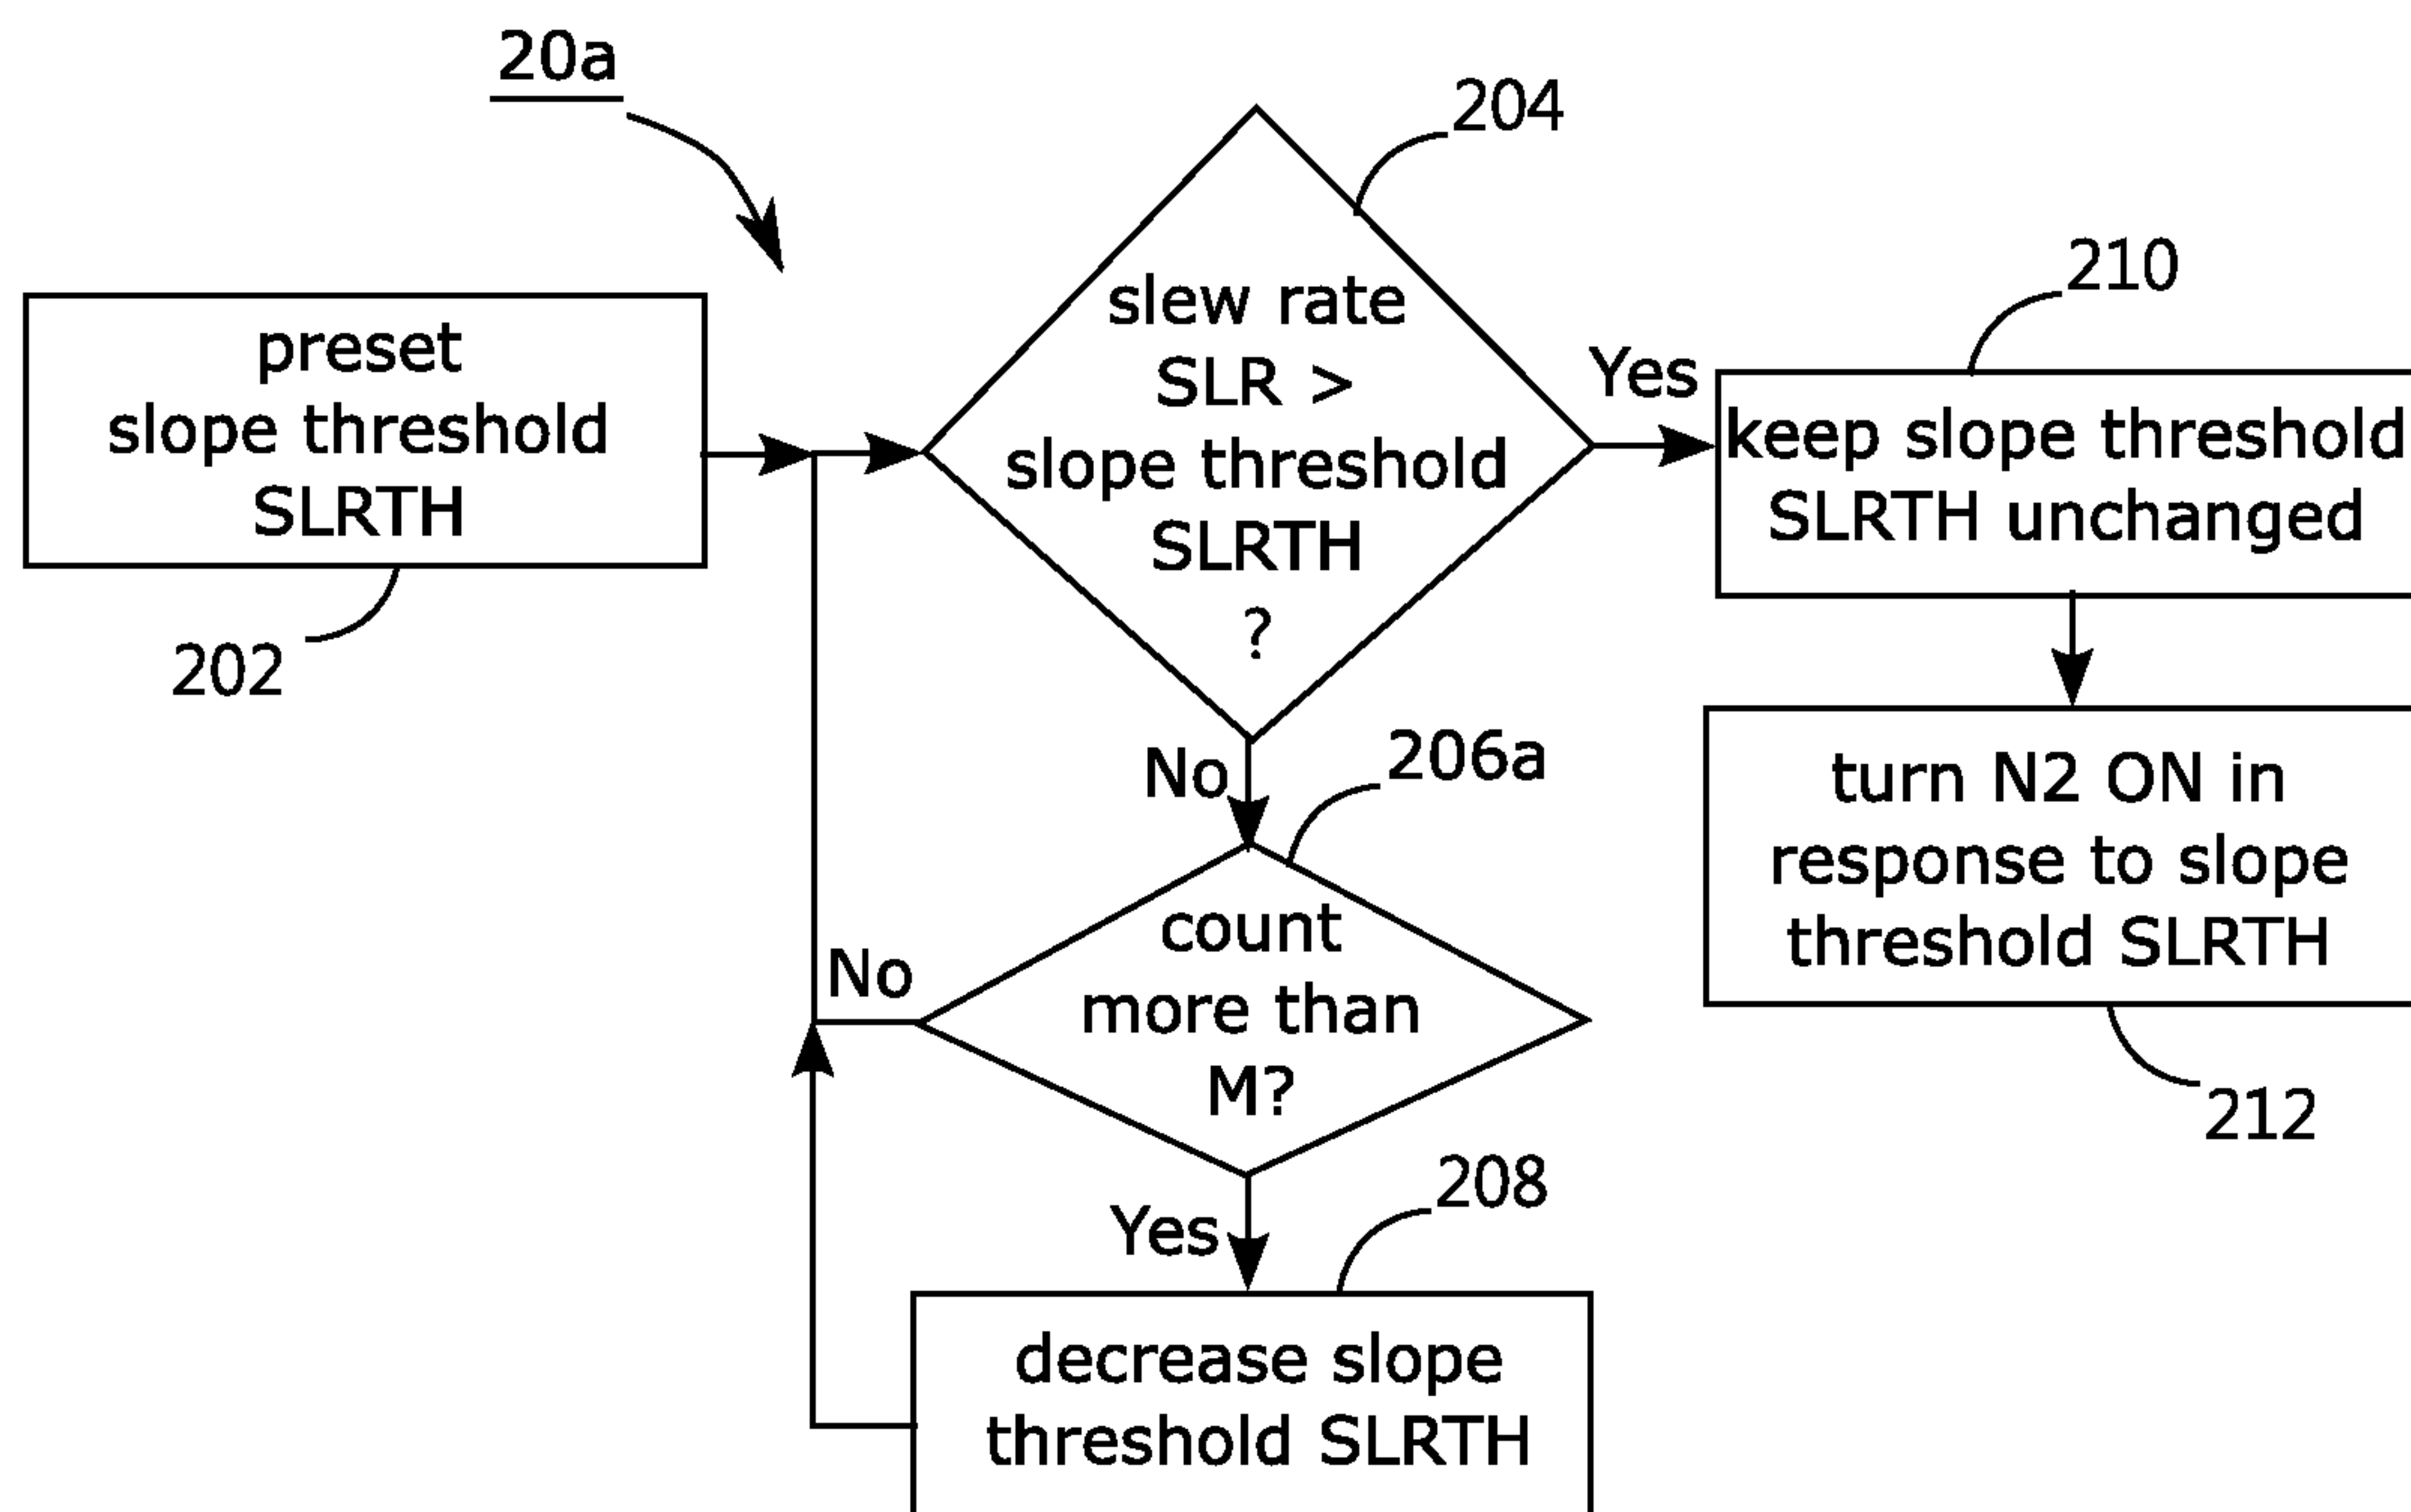 20a
204
preset
slope threshold
SLRTH
202
slew rate
SLR >
slope threshold
SLRTH
?
Yes
210
keep slope threshold
SLRTH unchanged
turn N2 ON in
response to slope
threshold SLRTH
212
No
206a
count
more than
M?
No
Yes
208
decrease slope
threshold SLRTH